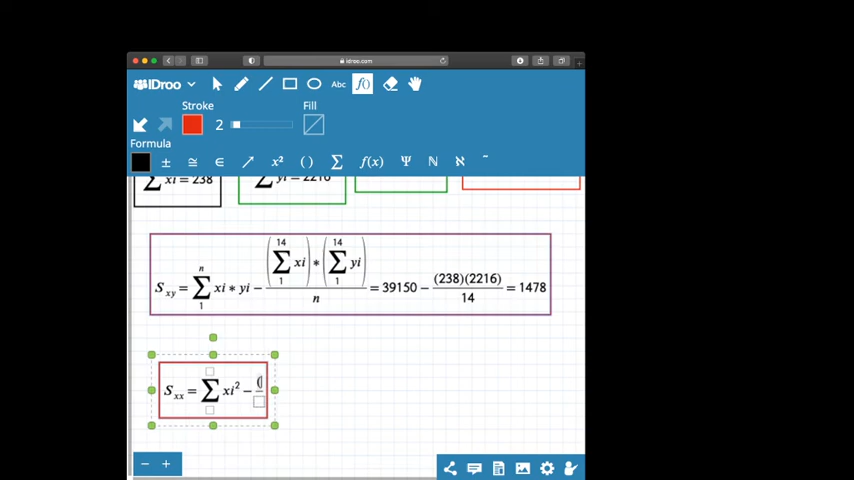 idroo.com
IDroo
Abc
f()
Stroke
Fill
2
Formula
± ≅ ∈ ↗ x² ( ) Σ f(x) Ψ ℕ ℵ
∑ xi = 238
∑ yi = 2216
S_xy = ∑_1^n xi * yi − ((∑_1^14 xi) * (∑_1^14 yi)) / n = 39150 − (238)(2216) / 14 = 1478
S_xx = ∑ xi² − (
− +